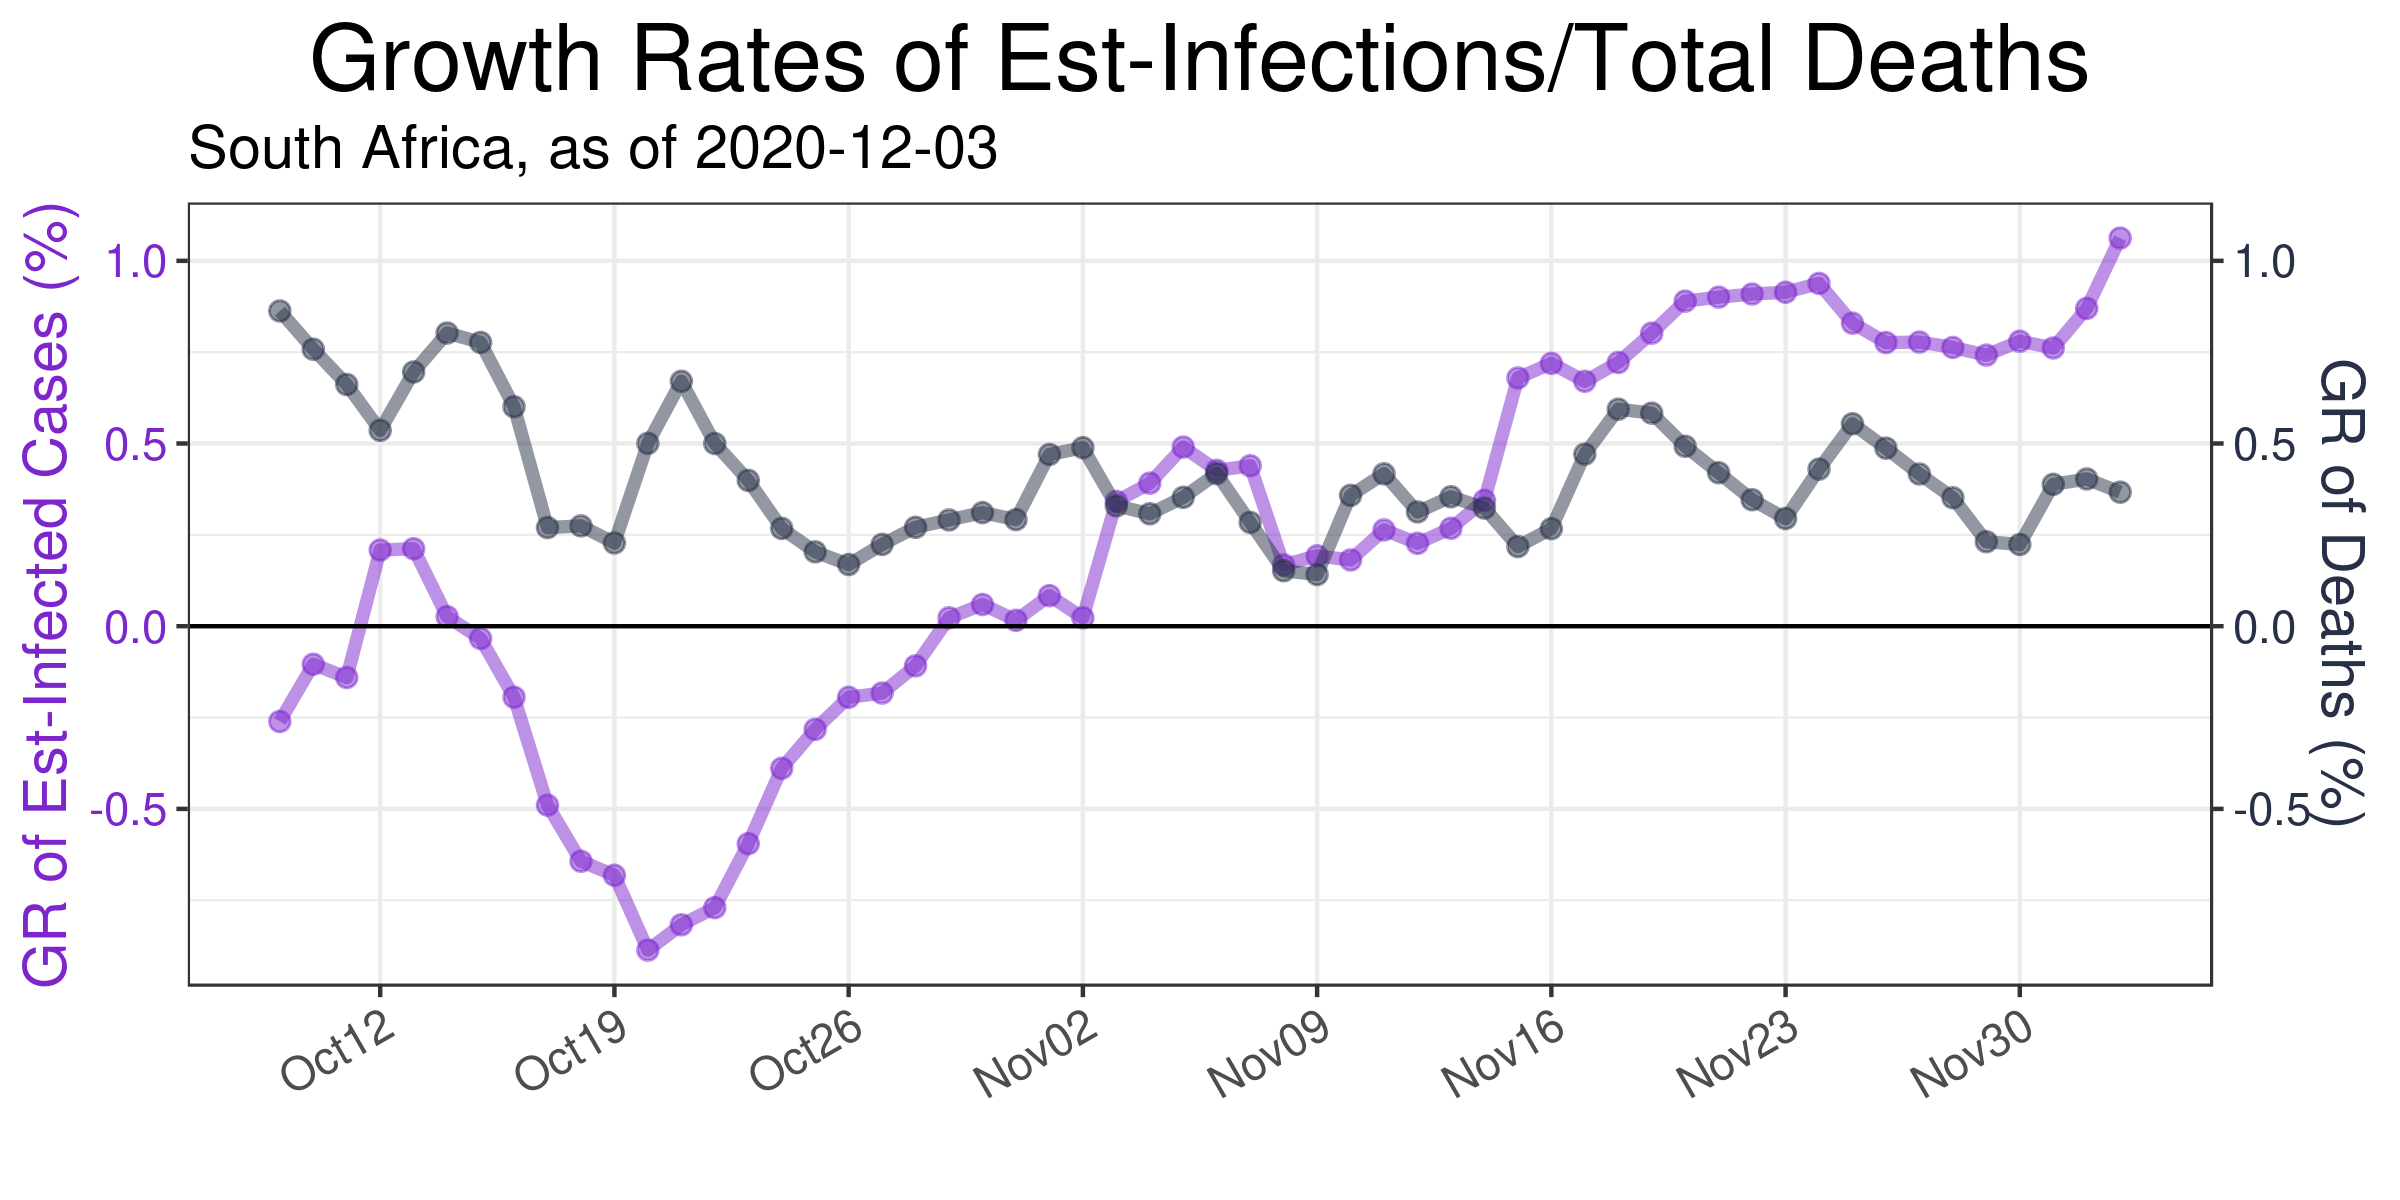 Growth Rates of Est-Infections/Total Deaths
South Africa, as of 2020-12-03
GR of Est-Infected Cases (%)
1.0
0.5
0.0
-0.5
1.0
0.5
0.0
-0.5
GR of Deaths (%)
Oct12
Oct19
Oct26
Nov02
Nov09
Nov16
Nov23
Nov30